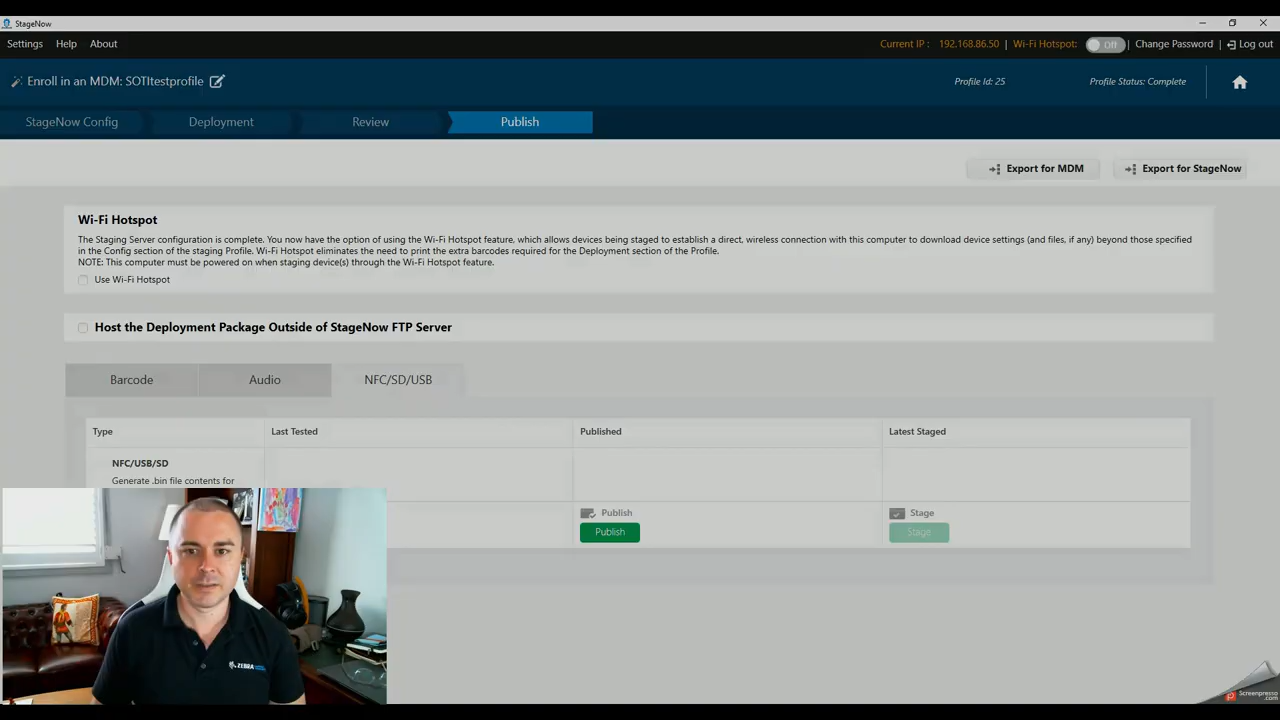 StageNow
Settings Help About
Current IP : 192.168.86.50 | Wi-Fi Hotspot: Off | Change Password | Log out
Enroll in an MDM: SOTItestprofile
Profile Id: 25
Profile Status: Complete
StageNow Config Deployment Review Publish
Export for MDM Export for StageNow
Wi-Fi Hotspot
The Staging Server configuration is complete. You now have the option of using the Wi-Fi Hotspot feature, which allows devices being staged to establish a direct, wireless connection with this computer to download device settings (and files, if any) beyond those specified
in the Config section of the staging Profile. Wi-Fi Hotspot eliminates the need to print the extra barcodes required for the Deployment section of the Profile.
NOTE: This computer must be powered on when staging device(s) through the Wi-Fi Hotspot feature.
Use Wi-Fi Hotspot
Host the Deployment Package Outside of StageNow FTP Server
Barcode Audio NFC/SD/USB
Type Last Tested Published Latest Staged
NFC/USB/SD
Generate .bin file contents for
Publish Stage
Publish Stage
ZEBRA
Screenpresso
.com